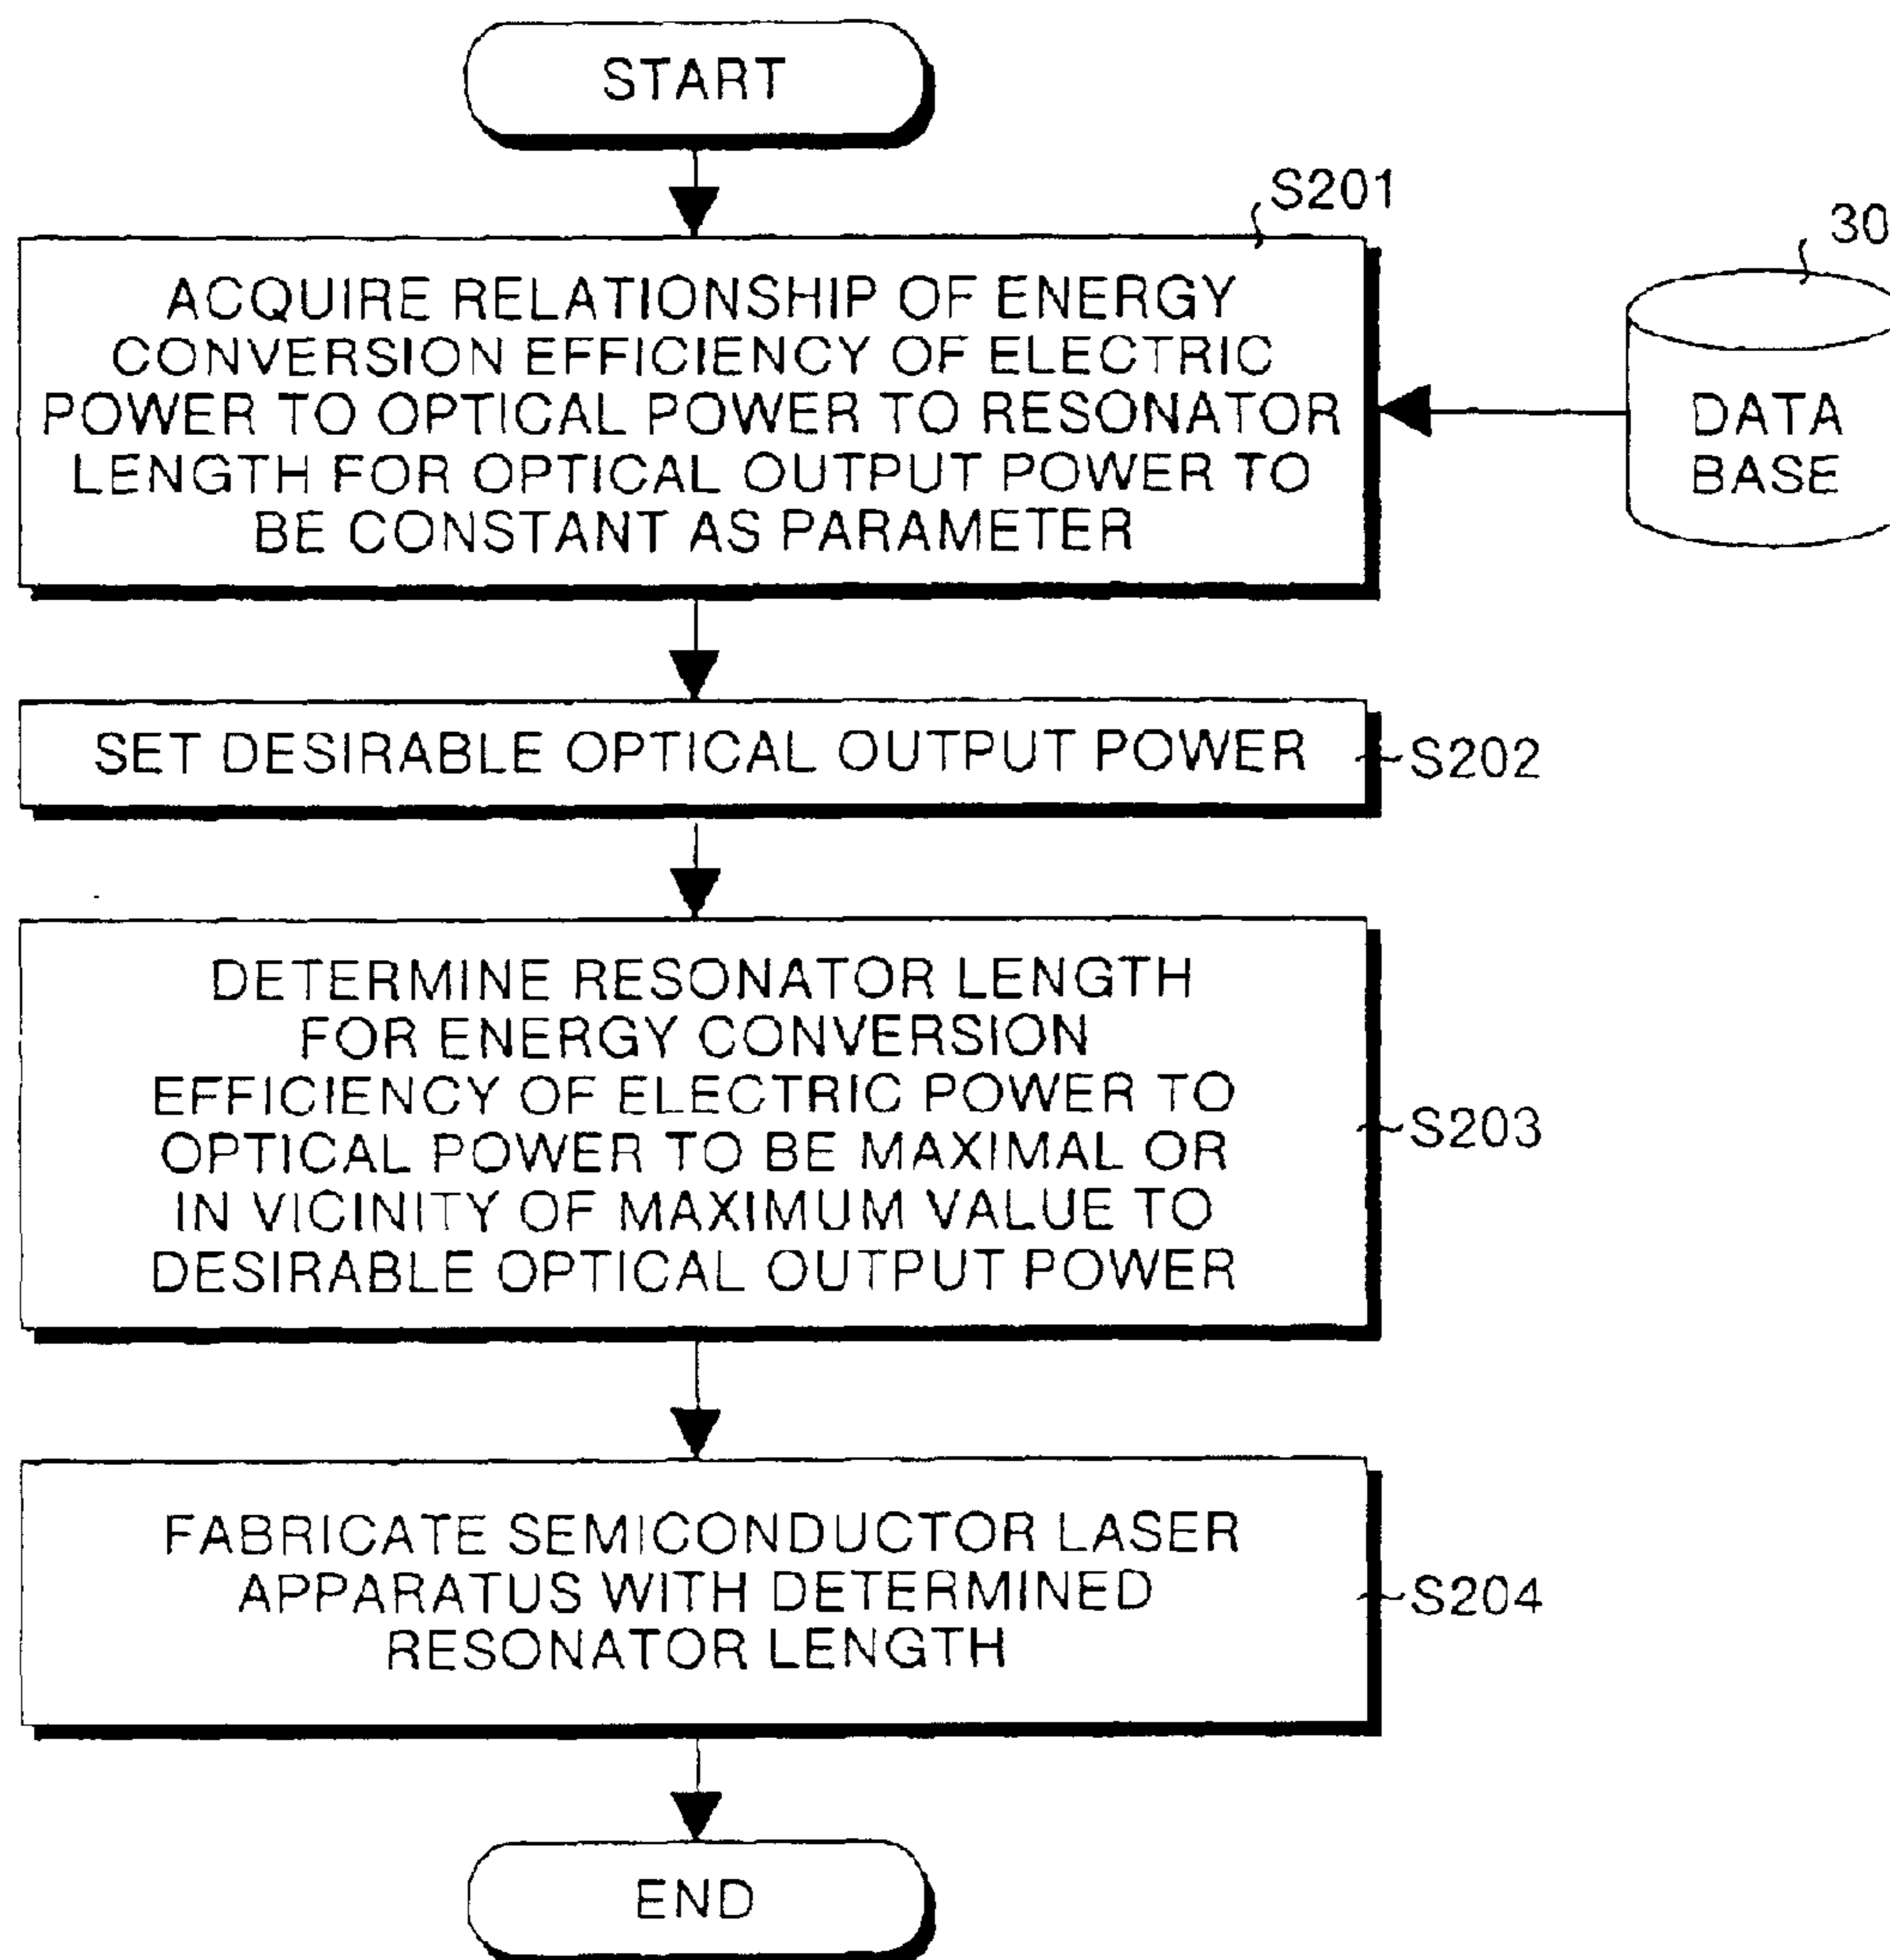 START
S201
ACQUIRE RELATIONSHIP OF ENERGY
CONVERSION EFFICIENCY OF ELECTRIC
POWER TO OPTICAL POWER TO RESONATOR
LENGTH FOR OPTICAL OUTPUT POWER TO
BE CONSTANT AS PARAMETER
30
DATA
BASE
SET DESIRABLE OPTICAL OUTPUT POWER
S202
DETERMINE RESONATOR LENGTH
FOR ENERGY CONVERSION
EFFICIENCY OF ELECTRIC POWER TO
OPTICAL POWER TO BE MAXIMAL OR
IN VICINITY OF MAXIMUM VALUE TO
DESIRABLE OPTICAL OUTPUT POWER
S203
FABRICATE SEMICONDUCTOR LASER
APPARATUS WITH DETERMINED
RESONATOR LENGTH
S204
END